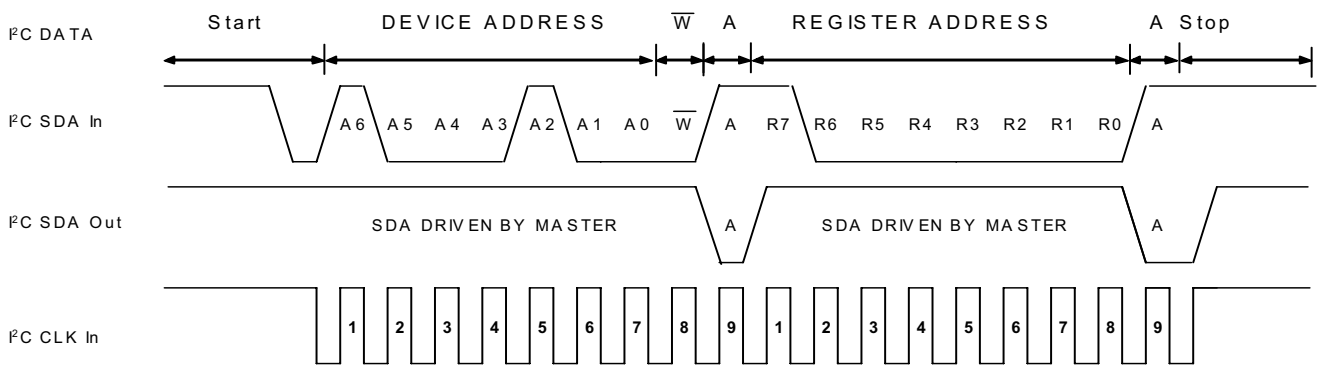 I²C DATA Start DEVICE ADDRESS W̅ A REGISTER ADDRESS A Stop
I²C SDA In A6 A5 A4 A3 A2 A1 A0 W̅ A R7 R6 R5 R4 R3 R2 R1 R0 A
I²C SDA Out SDA DRIVEN BY MASTER A SDA DRIVEN BY MASTER A
I²C CLK In 1 2 3 4 5 6 7 8 9 1 2 3 4 5 6 7 8 9